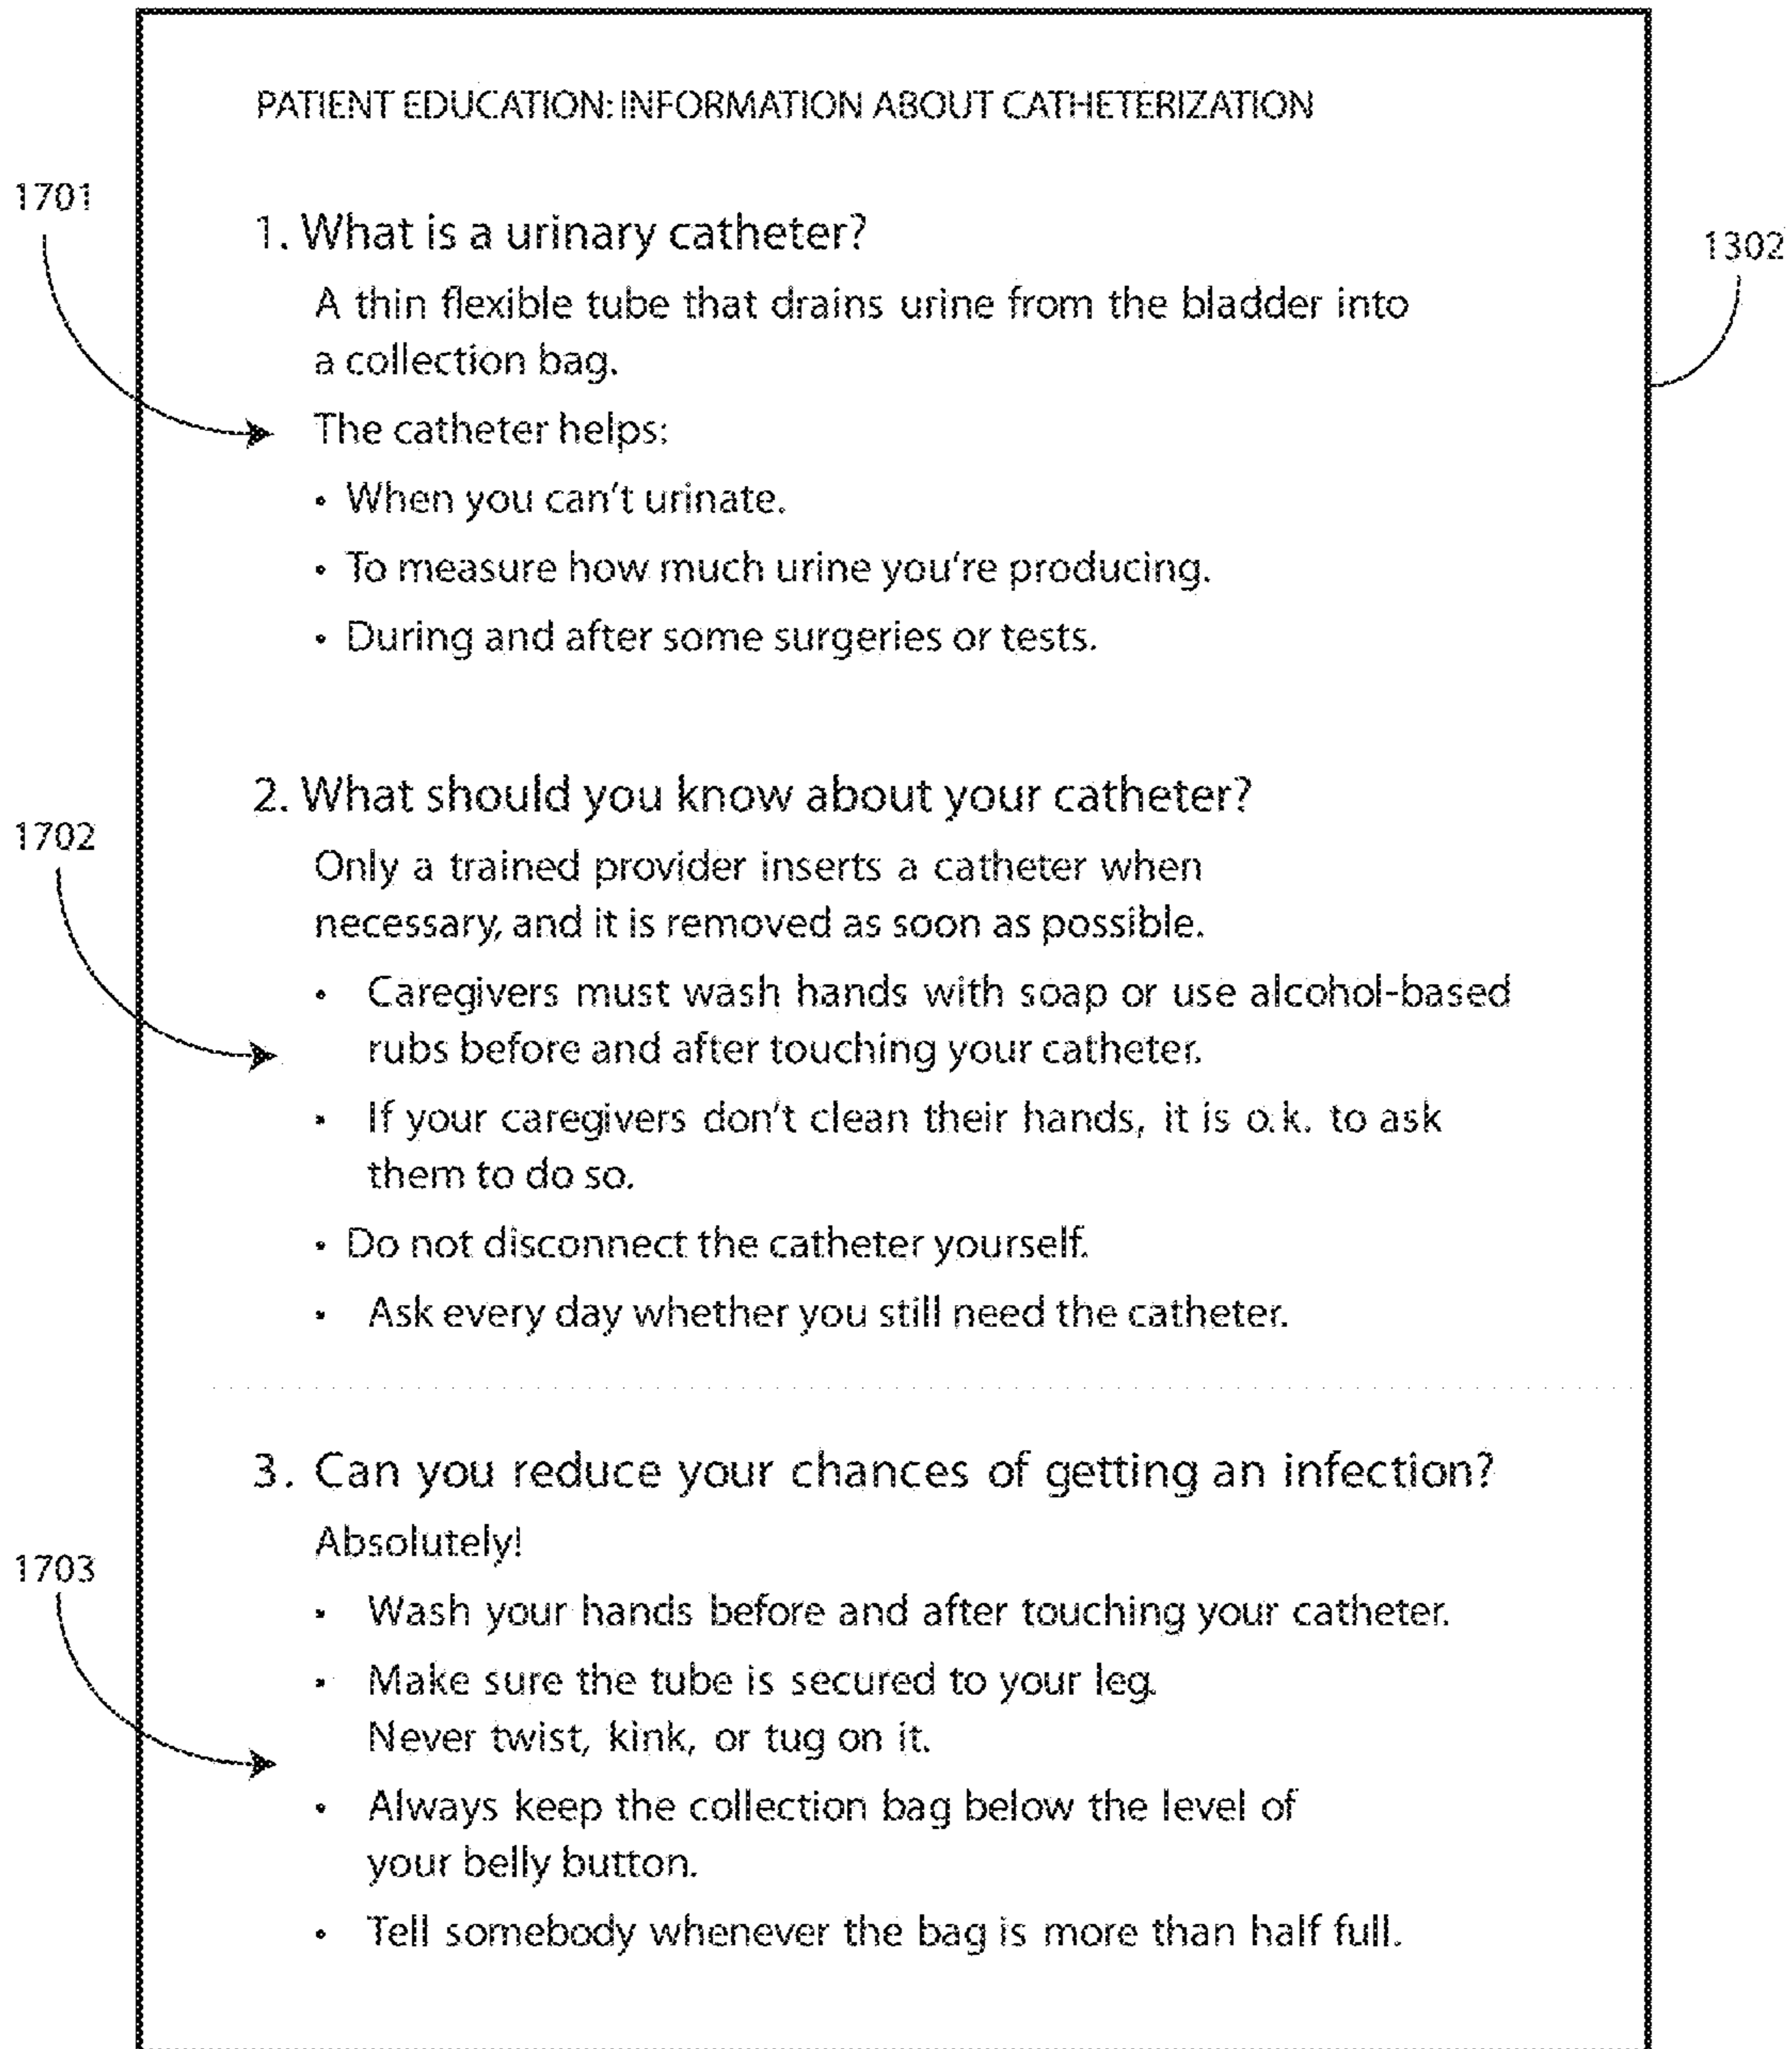 PATIENT EDUCATION: INFORMATION ABOUT CATHETERIZATION
1701
1. What is a urinary catheter?
1302
A thin flexible tube that drains urine from the bladder into
a collection bag.
The catheter helps:
• When you can't urinate.
• To measure how much urine you're producing.
• During and after some surgeries or tests.
2. What should you know about your catheter?
1702
Only a trained provider inserts a catheter when
necessary, and it is removed as soon as possible.
• Caregivers must wash hands with soap or use alcohol-based
rubs before and after touching your catheter.
• If your caregivers don't clean their hands, it is o.k. to ask
them to do so.
• Do not disconnect the catheter yourself.
• Ask every day whether you still need the catheter.
3. Can you reduce your chances of getting an infection?
Absolutely!
1703
• Wash your hands before and after touching your catheter.
• Make sure the tube is secured to your leg.
Never twist, kink, or tug on it.
• Always keep the collection bag below the level of
your belly button.
• Tell somebody whenever the bag is more than half full.